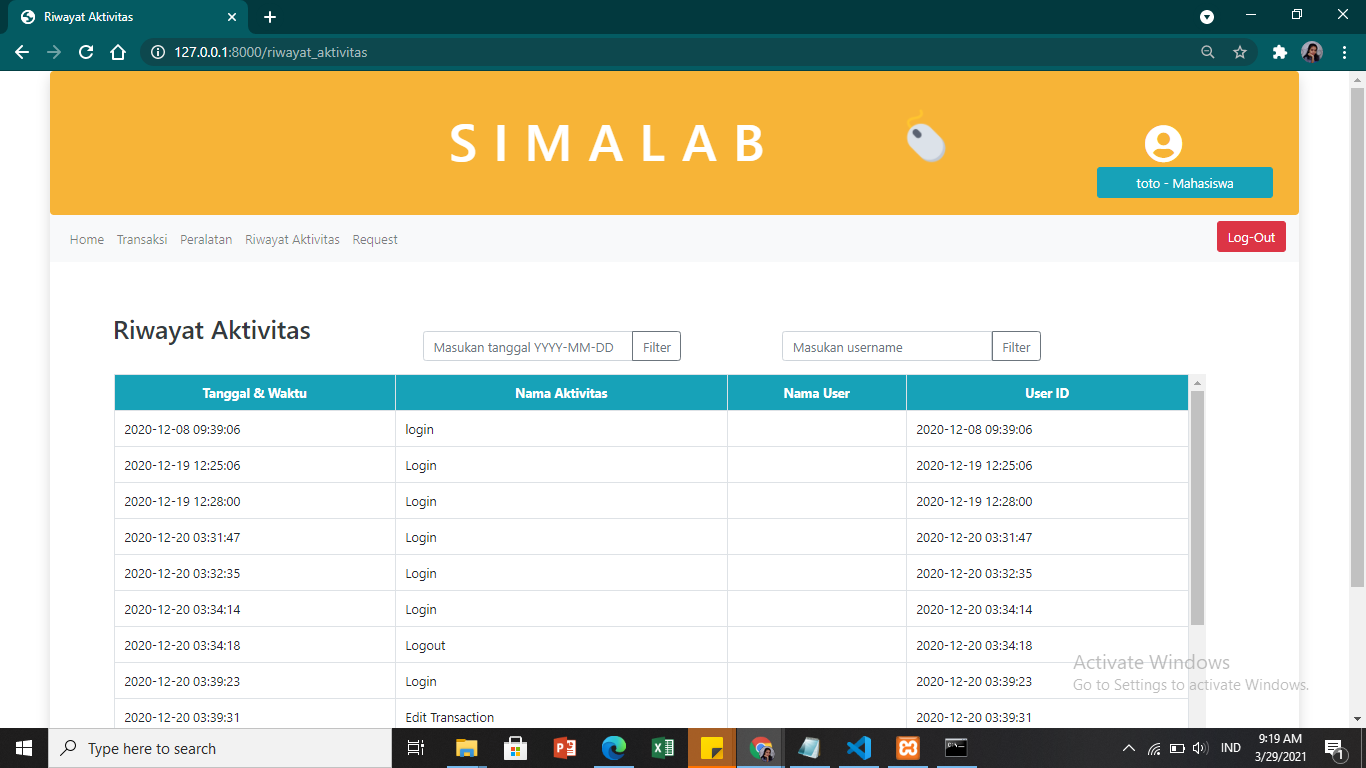 Riwayat Aktivitas
127.0.0.1:8000/riwayat_aktivitas
SIMALAB
toto - Mahasiswa
Home Transaksi Peralatan Riwayat Aktivitas Request Log-Out
Riwayat Aktivitas
Masukan tanggal YYYY-MM-DD Filter Masukan username Filter
Tanggal & Waktu Nama Aktivitas Nama User User ID
2020-12-08 09:39:06 login 2020-12-08 09:39:06
2020-12-19 12:25:06 Login 2020-12-19 12:25:06
2020-12-19 12:28:00 Login 2020-12-19 12:28:00
2020-12-20 03:31:47 Login 2020-12-20 03:31:47
2020-12-20 03:32:35 Login 2020-12-20 03:32:35
2020-12-20 03:34:14 Login 2020-12-20 03:34:14
2020-12-20 03:34:18 Logout 2020-12-20 03:34:18
2020-12-20 03:39:23 Login 2020-12-20 03:39:23
2020-12-20 03:39:31 Edit Transaction 2020-12-20 03:39:31
Activate Windows
Go to Settings to activate Windows.
Type here to search
IND
9:19 AM
3/29/2021
1